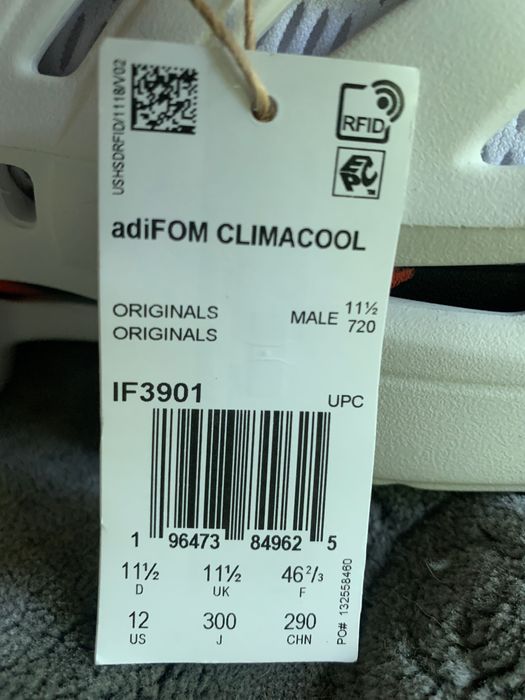 USHSDRFID/1118/V02
RFID
EPC
adiFOM CLIMACOOL
ORIGINALS
ORIGINALS
MALE 11½
720
IF3901
UPC
1 96473 84962 5
11½ 11½ 46⅔
D UK F
12 300 290
US J CHN
PO# 132558460